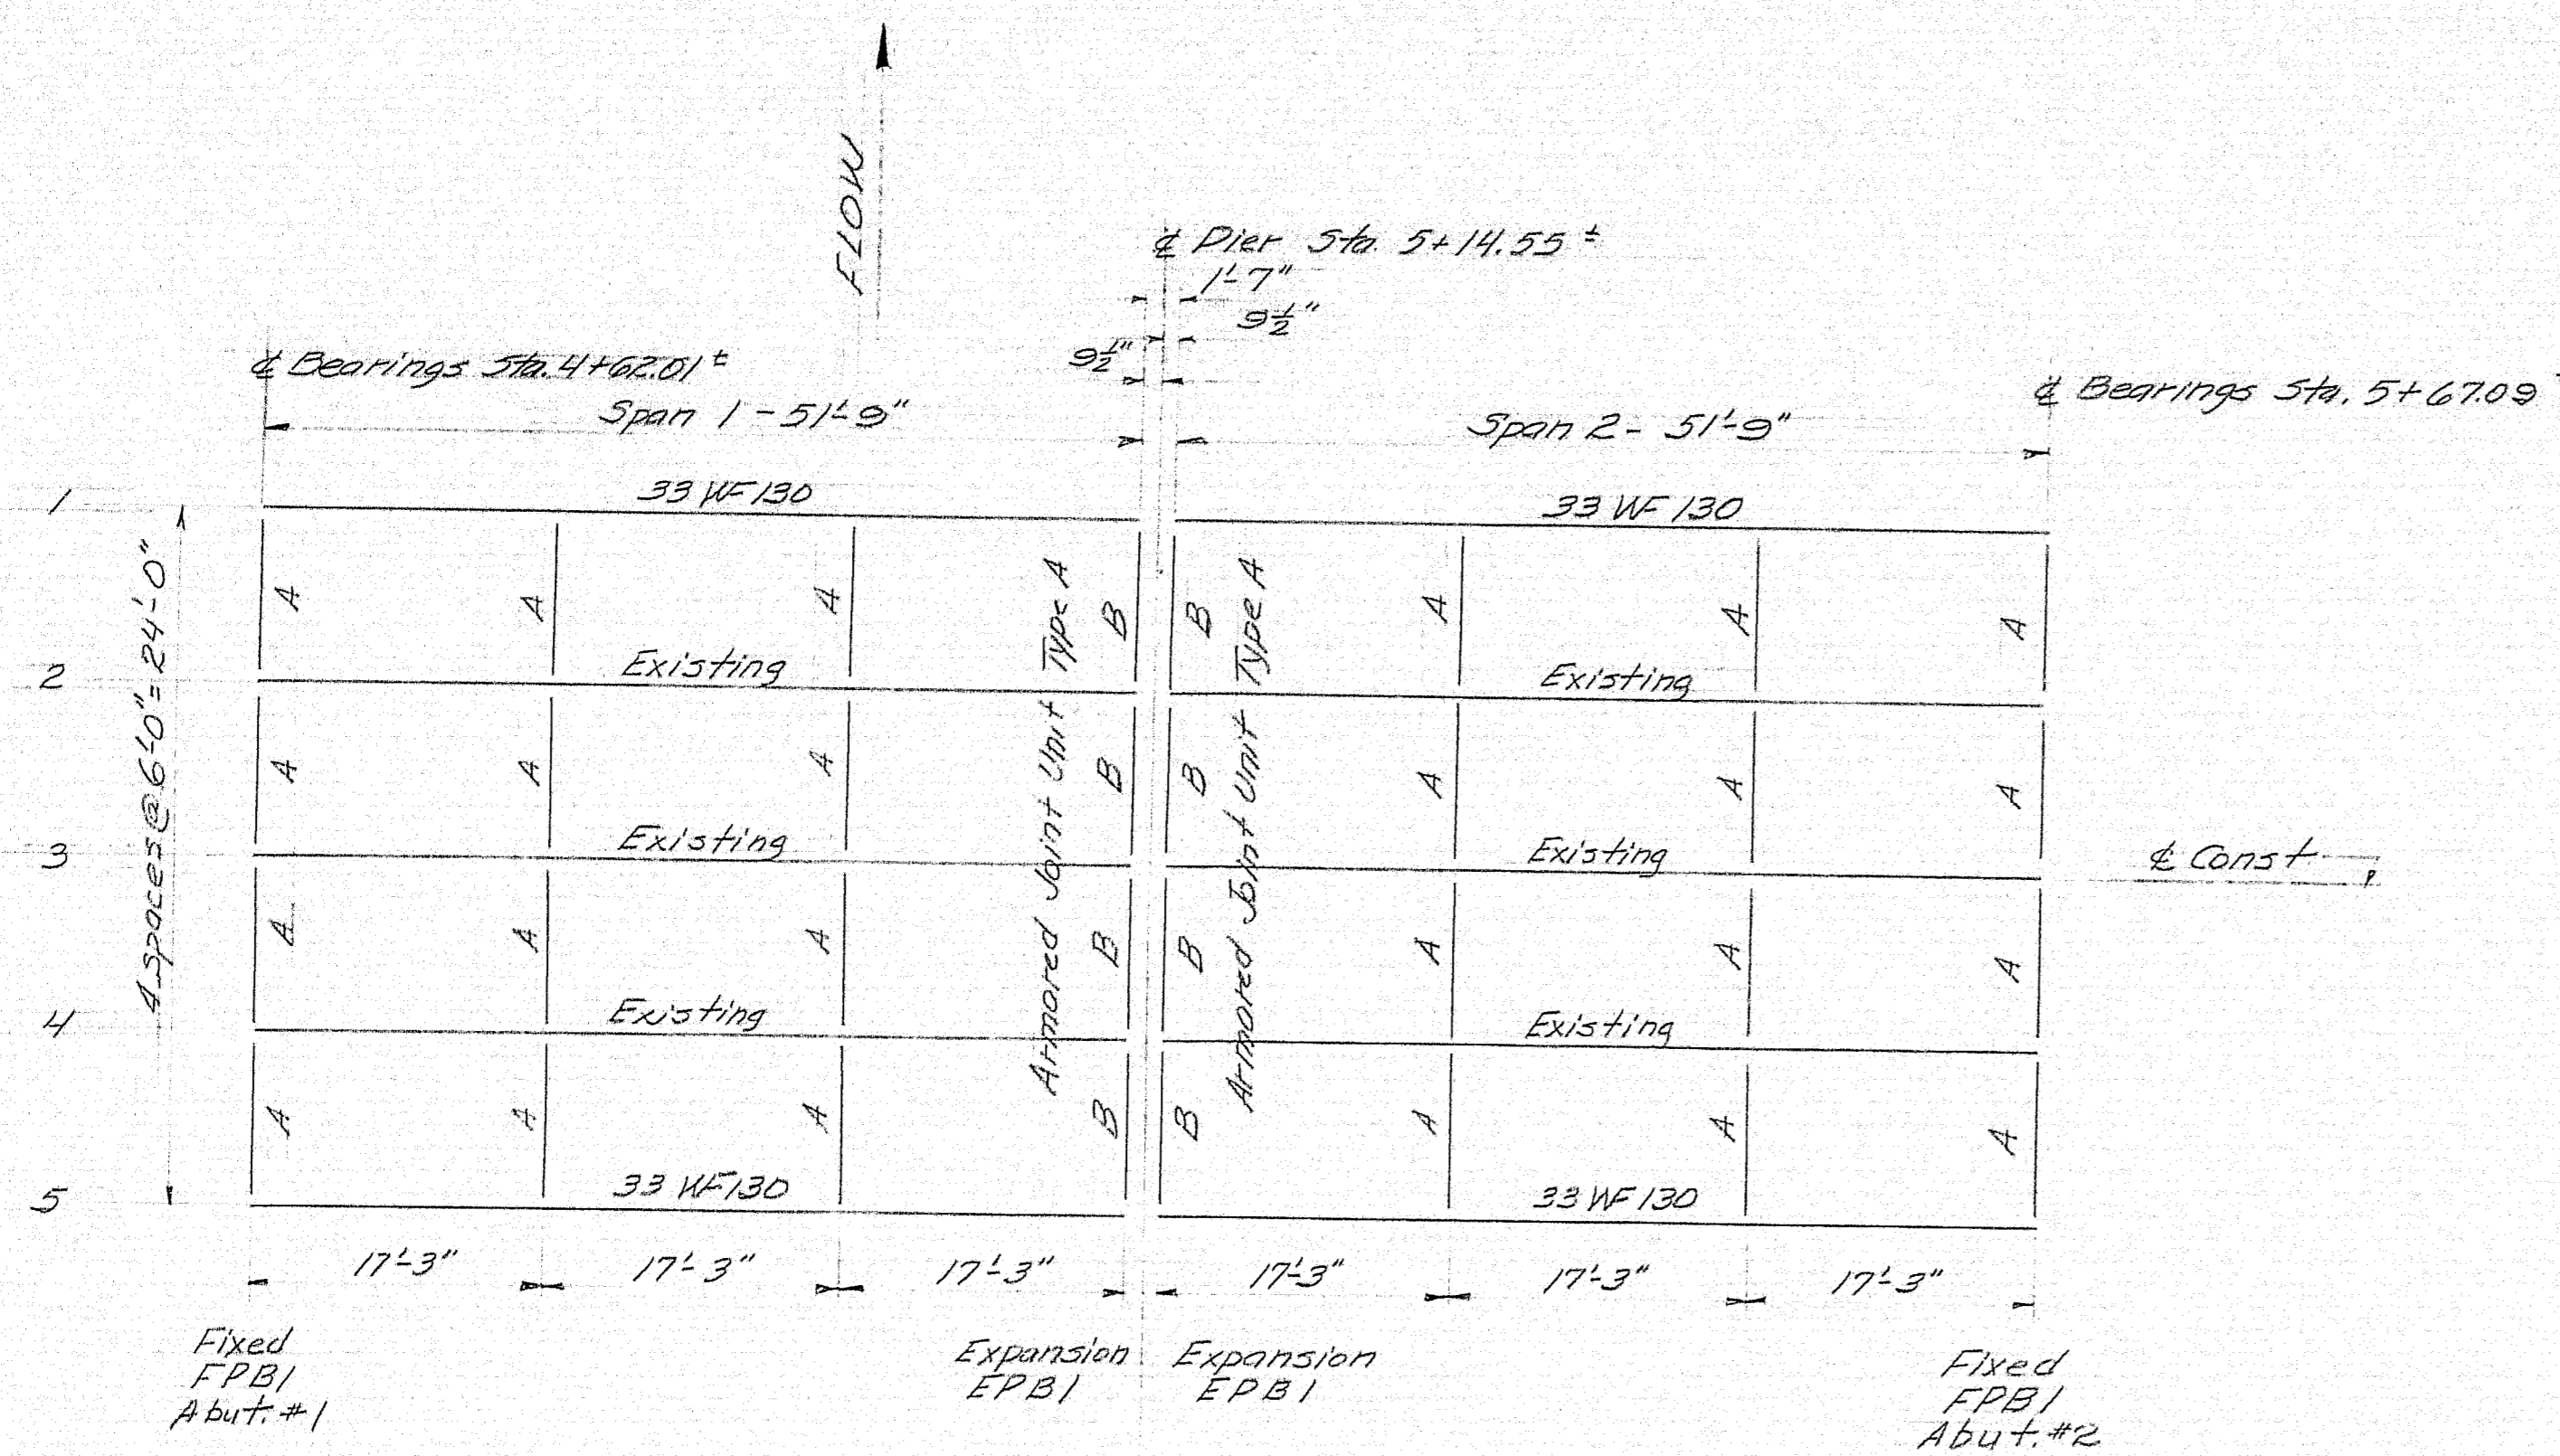 FLOW
℄ Pier Sta. 5+14.55 ±
1'-7"
9½"
9½"
℄ Bearings Sta. 4+62.01 ±
℄ Bearings Sta. 5+67.09
Span 1 - 51'-9"
Span 2 - 51'-9"
33 WF 130
33 WF 130
1
4 spaces @ 6'-0" = 24'-0"
A A A B B A A A
Armored Joint Unit Type A
Armored Joint Unit Type A
2
Existing
Existing
A A A B B A A A
3
Existing
Existing
℄ Const.
A A A B B A A A
4
Existing
Existing
A A A B B A A A
5
33 WF 130
33 WF 130
17'-3" 17'-3" 17'-3" 17'-3" 17'-3" 17'-3"
Fixed
FPB1
Abut. #1
Expansion
EPB1
Expansion
EPB1
Fixed
FPB1
Abut. #2